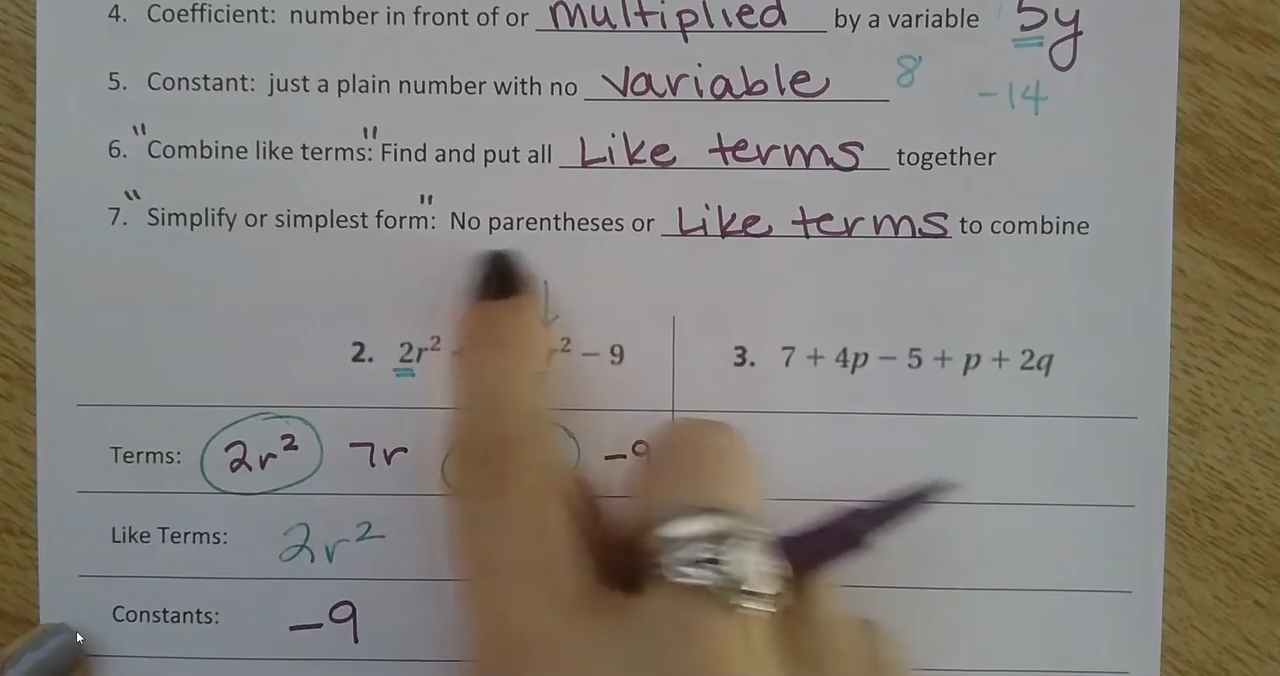 4. Coefficient: number in front of or multiplied by a variable 5y
5. Constant: just a plain number with no variable 8 -14
6. "Combine like terms:" Find and put all Like terms together
7. "Simplify or simplest form:" No parentheses or Like terms to combine
2. 2r² r² − 9
3. 7 + 4p − 5 + p + 2q
Terms: 2r² 7r -9
Like Terms: 2r²
Constants: -9